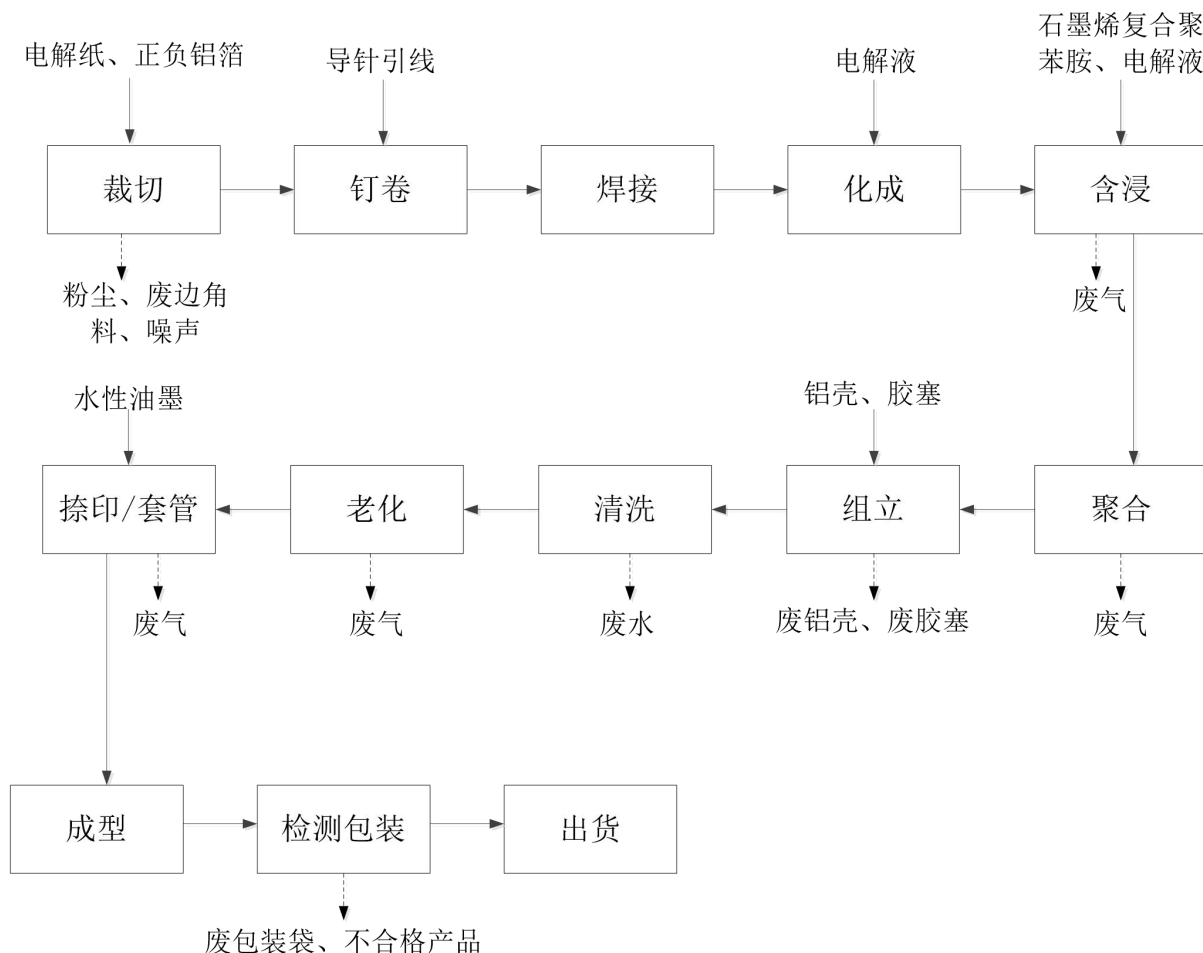 电解纸、正负铝箔
导针引线
电解液
石墨烯复合聚
苯胺、电解液
裁切
钉卷
焊接
化成
含浸
粉尘、废边角
料、噪声
废气
水性油墨
铝壳、胶塞
捺印/套管
老化
清洗
组立
聚合
废气
废气
废水
废铝壳、废胶塞
废气
成型
检测包装
出货
废包装袋、不合格产品